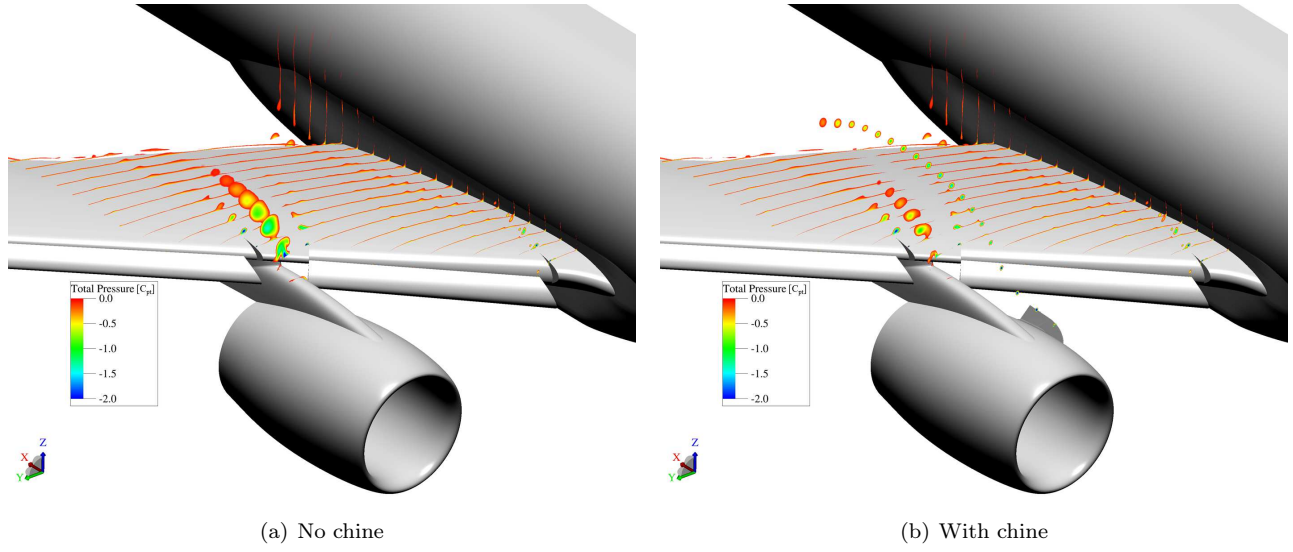 Total Pressure [Cpt]
0.0
-0.5
-1.0
-1.5
-2.0
Z
X
Y
(a) No chine
Total Pressure [Cpt]
0.0
-0.5
-1.0
-1.5
-2.0
Z
X
Y
(b) With chine